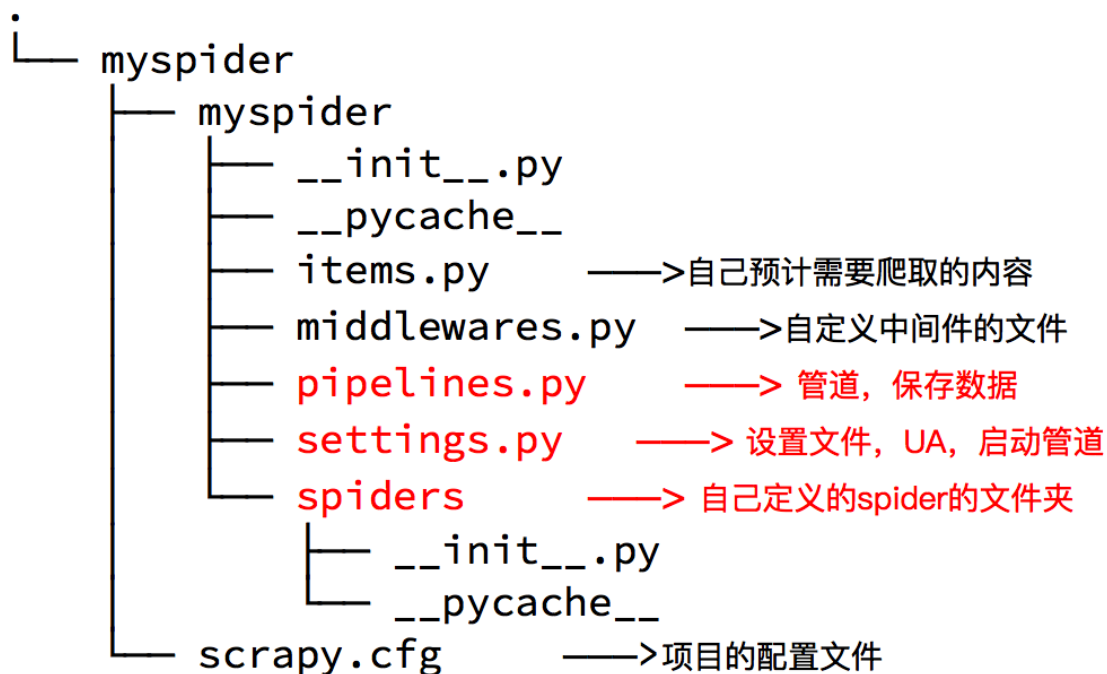 .
└── myspider
├── myspider
├── __init__.py
├── __pycache__
├── items.py ———>自己预计需要爬取的内容
├── middlewares.py ———>自定义中间件的文件
├── pipelines.py ———> 管道，保存数据
├── settings.py ———> 设置文件，UA，启动管道
└── spiders ———> 自己定义的spider的文件夹
├── __init__.py
└── __pycache__
└── scrapy.cfg ———>项目的配置文件